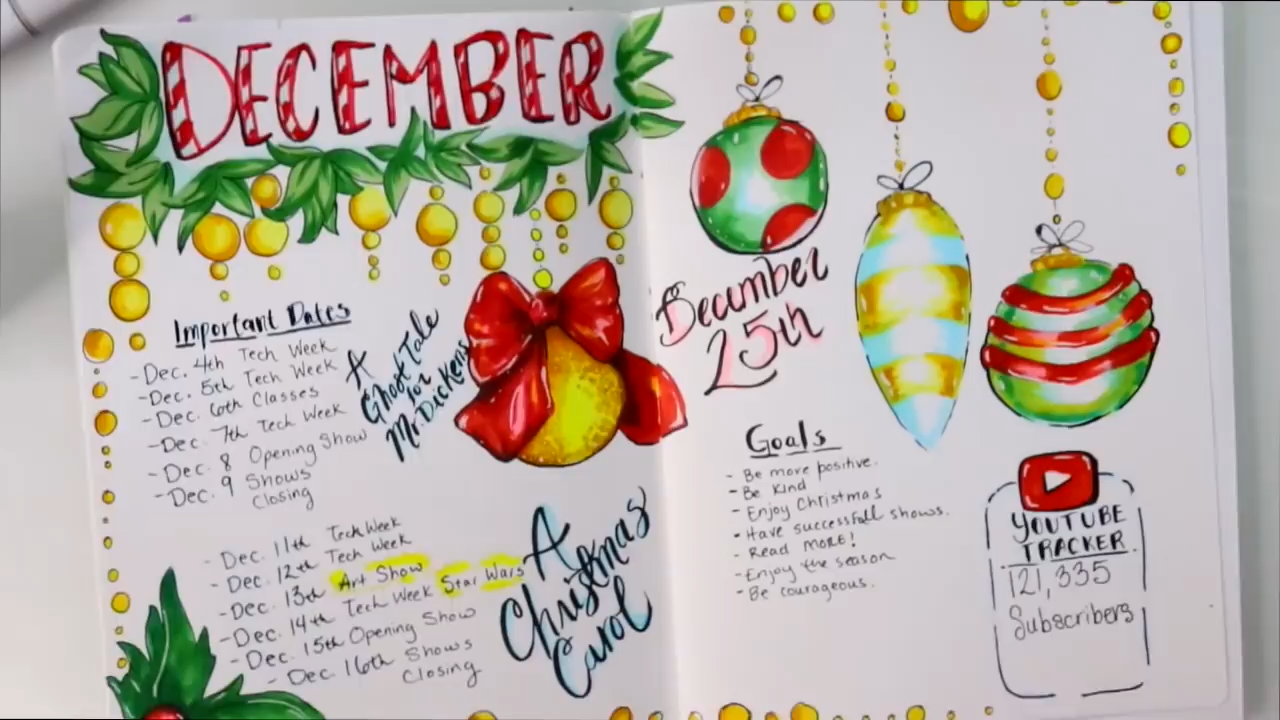 DECEMBER
Important Dates
- Dec. 4th Tech Week
- Dec. 5th Tech Week
- Dec. 6th Classes
- Dec. 7th Tech Week
- Dec. 8 Opening Show
- Dec. 9 Shows
Closing
A
Ghost Tale
for
Mr. Dickens
- Dec. 11th Tech Week
- Dec. 12th Tech Week
- Dec. 13th Art Show
- Dec. 14th Tech Week Star Wars
- Dec. 15th Opening Show
- Dec. 16th Shows
Closing
A
Christmas
Carol
December
25th
Goals
- Be more positive.
- Be Kind
- Enjoy Christmas
- Have successfull shows.
- Read MORE!
- Enjoy the season
- Be courageous.
YOUTUBE
TRACKER
121,335
Subscribers